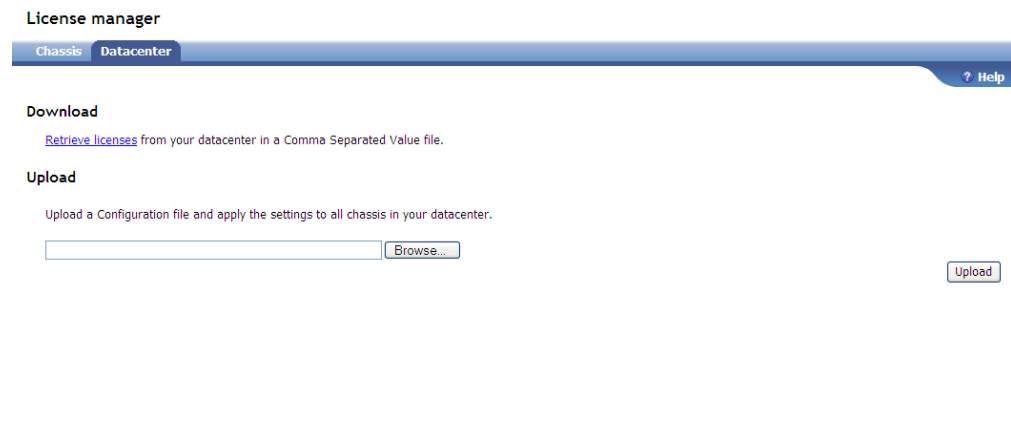 License manager
Chassis Datacenter
? Help
Download
Retrieve licenses from your datacenter in a Comma Separated Value file.
Upload
Upload a Configuration file and apply the settings to all chassis in your datacenter.
Browse...
Upload